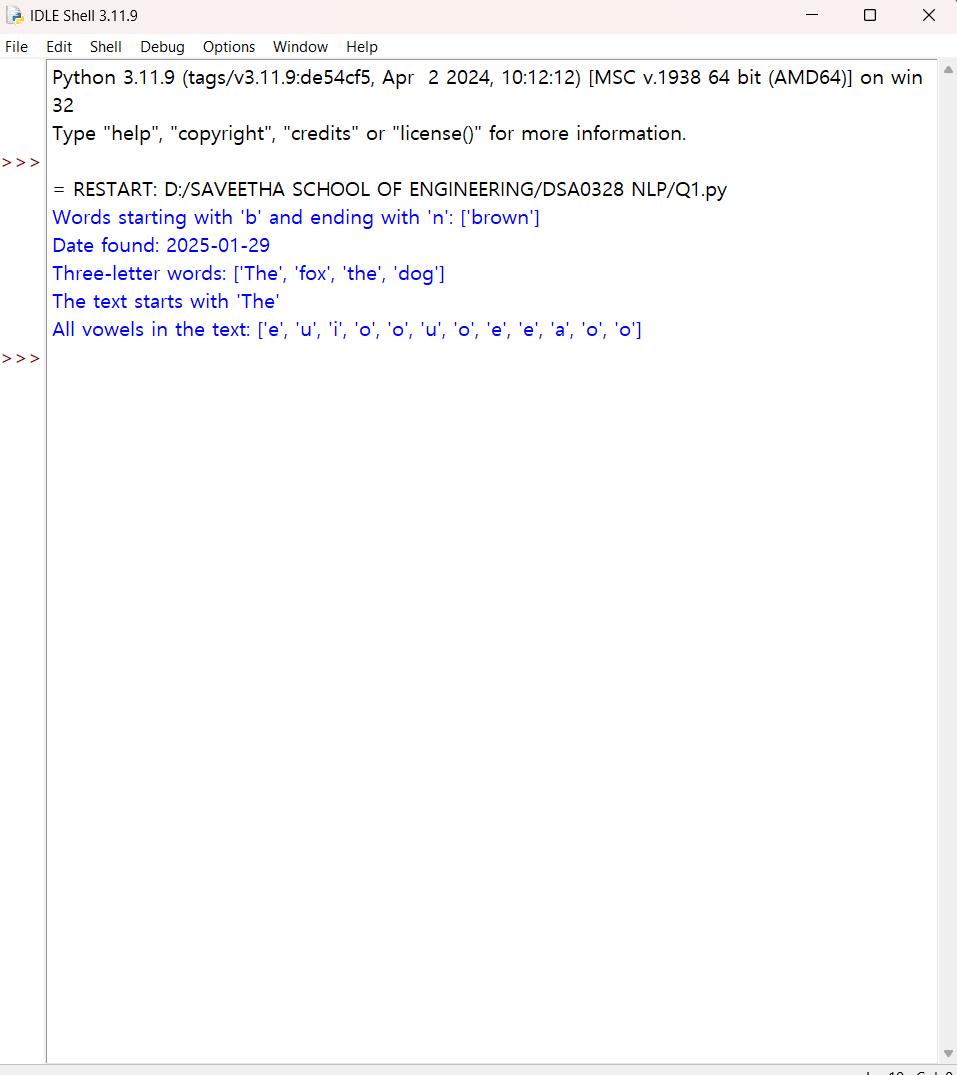 IDLE Shell 3.11.9
File Edit Shell Debug Options Window Help
Python 3.11.9 (tags/v3.11.9:de54cf5, Apr  2 2024, 10:12:12) [MSC v.1938 64 bit (AMD64)] on win
32
Type "help", "copyright", "credits" or "license()" for more information.
>>>
= RESTART: D:/SAVEETHA SCHOOL OF ENGINEERING/DSA0328 NLP/Q1.py
Words starting with 'b' and ending with 'n': ['brown']
Date found: 2025-01-29
Three-letter words: ['The', 'fox', 'the', 'dog']
The text starts with 'The'
All vowels in the text: ['e', 'u', 'i', 'o', 'o', 'u', 'o', 'e', 'e', 'a', 'o', 'o']
>>>